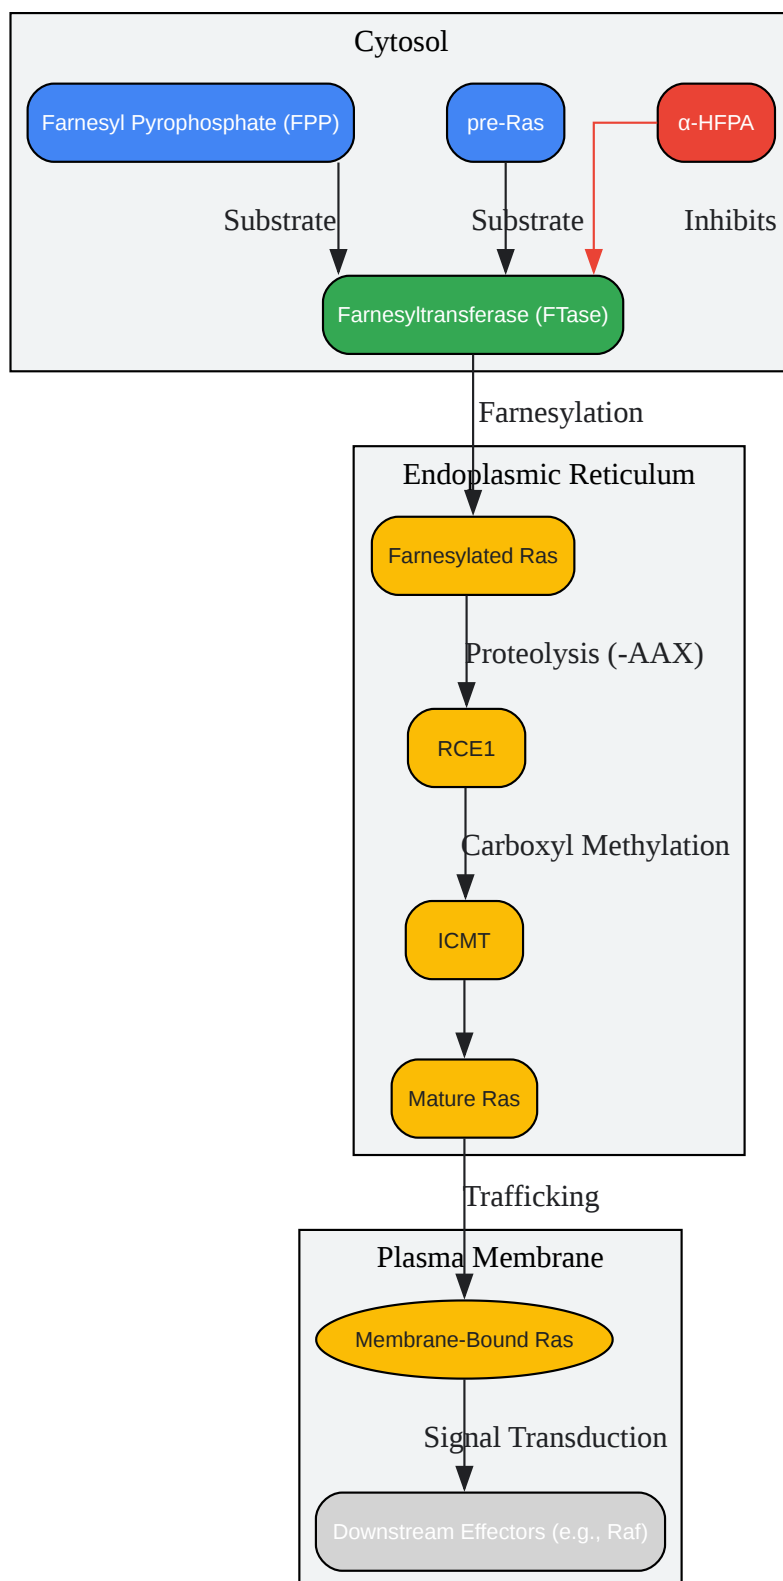 Cytosol
Farnesyl Pyrophosphate (FPP)
pre-Ras
α-HFPA
Substrate
Substrate
Inhibits
Farnesyltransferase (FTase)
Farnesylation
Endoplasmic Reticulum
Farnesylated Ras
Proteolysis (-AAX)
RCE1
Carboxyl Methylation
ICMT
Mature Ras
Trafficking
Plasma Membrane
Membrane-Bound Ras
Signal Transduction
Downstream Effectors (e.g., Raf)